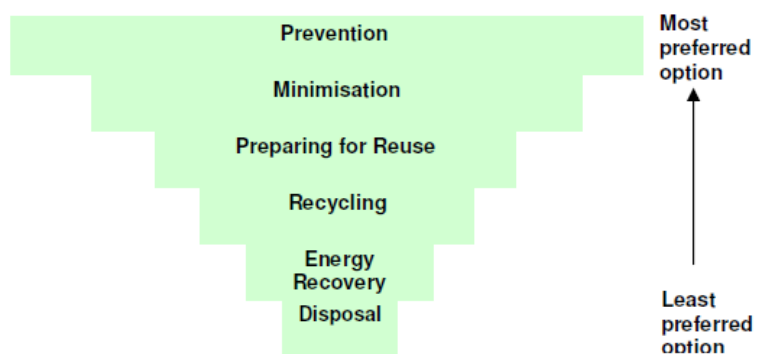 Prevention
Minimisation
Preparing for Reuse
Recycling
Energy
Recovery
Disposal
Most
preferred
option
Least
preferred
option